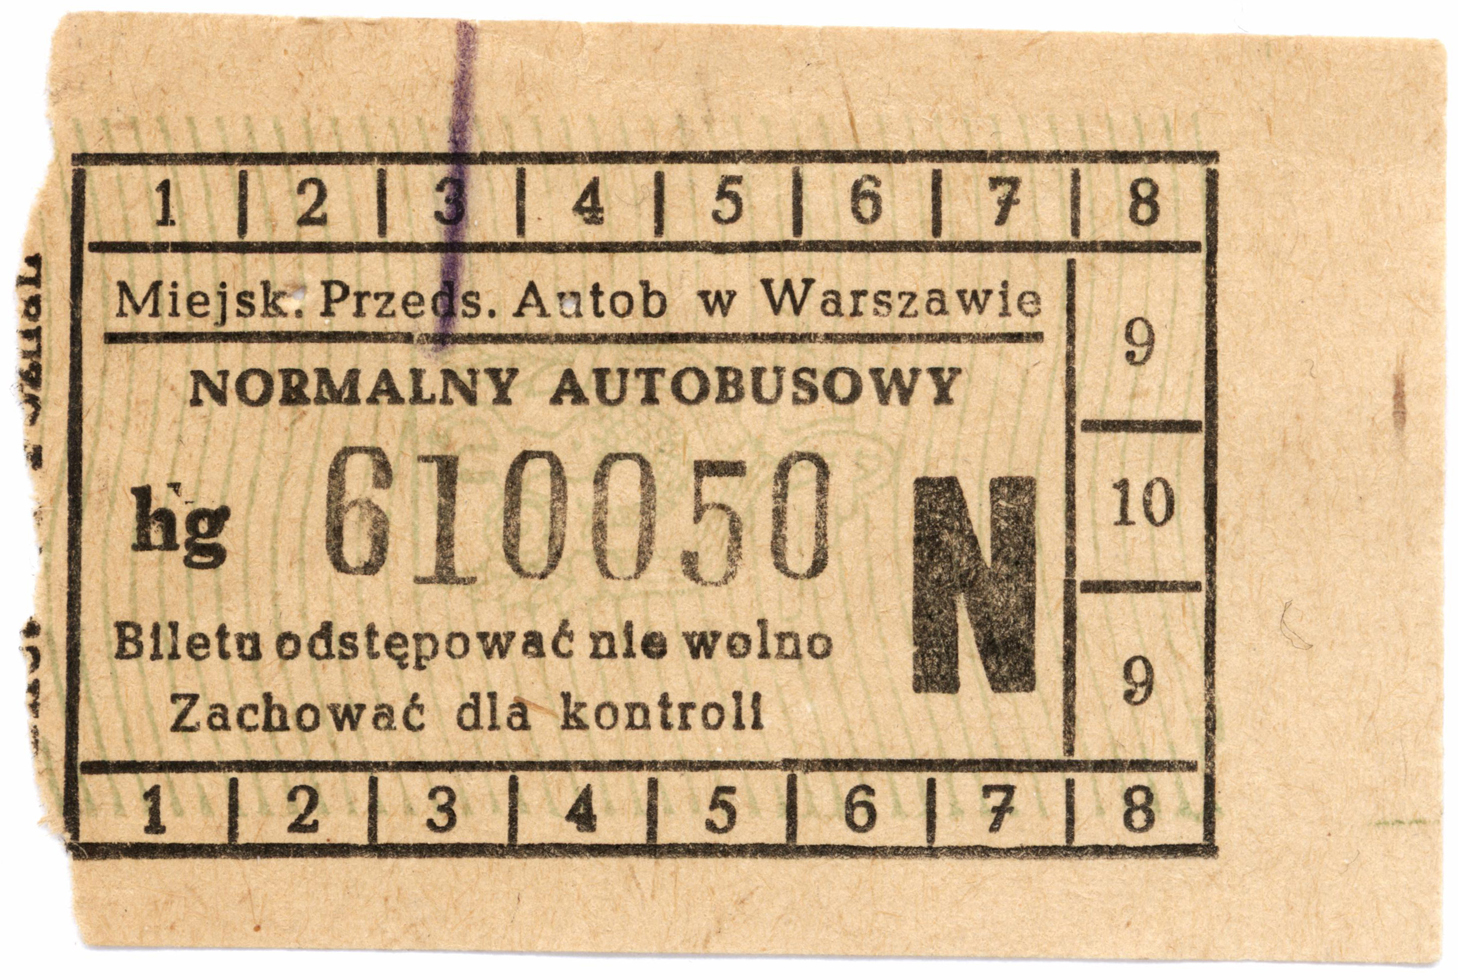 1 2 3 4 5 6 7 8
Miejsk. Przeds. Autob w Warszawie
9
NORMALNY AUTOBUSOWY
hg 610050 N
10
Biletu odstępować nie wolno
9
Zachować dla kontroli
1 2 3 4 5 6 7 8